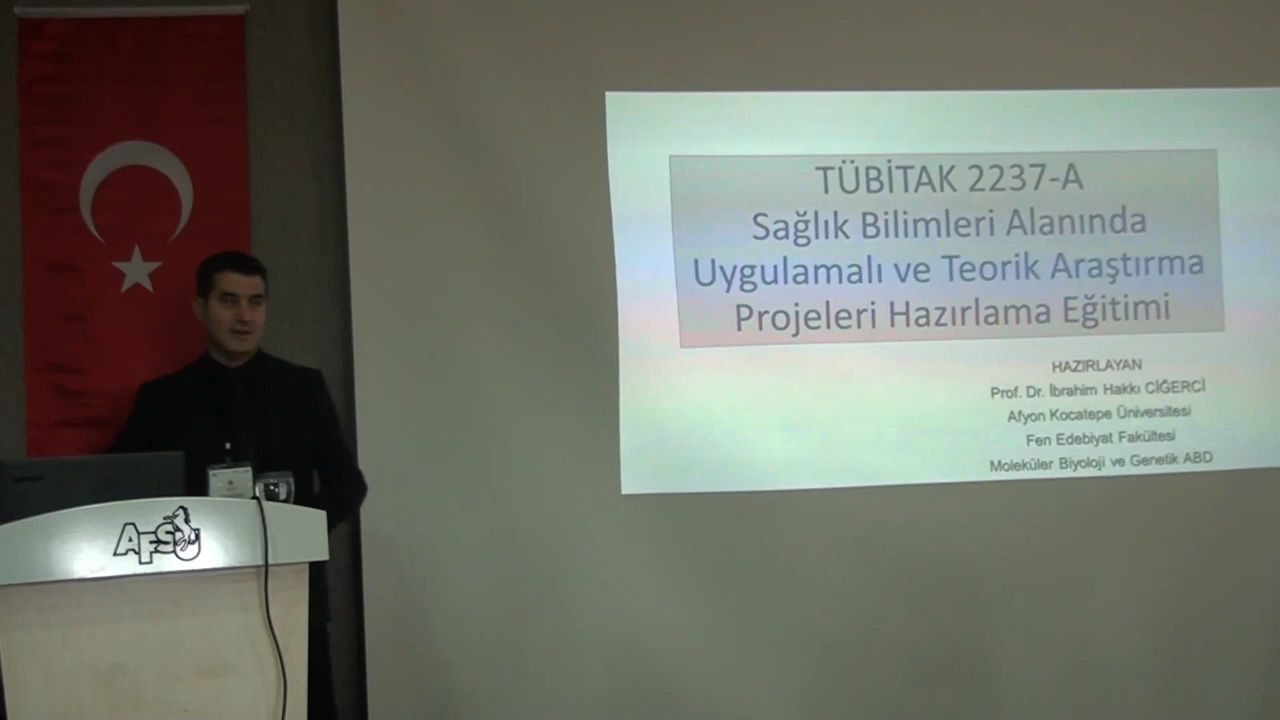 TÜBİTAK 2237-A
Sağlık Bilimleri Alanında
Uygulamalı ve Teorik Araştırma
Projeleri Hazırlama Eğitimi
HAZIRLAYAN
Prof. Dr. İbrahim Hakkı CİĞERCİ
Afyon Kocatepe Üniversitesi
Fen Edebiyat Fakültesi
Moleküler Biyoloji ve Genetik ABD
AFSÜ